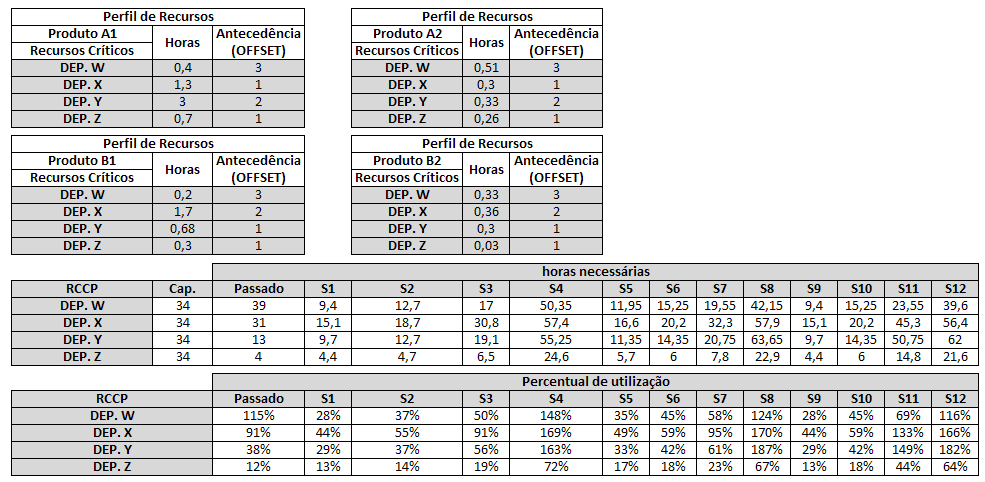 Perfil de Recursos
Produto A1 Horas Antecedência (OFFSET)
Recursos Críticos
DEP. W 0,4 3
DEP. X 1,3 1
DEP. Y 3 2
DEP. Z 0,7 1
Perfil de Recursos
Produto A2 Horas Antecedência (OFFSET)
Recursos Críticos
DEP. W 0,51 3
DEP. X 0,3 1
DEP. Y 0,33 2
DEP. Z 0,26 1
Perfil de Recursos
Produto B1 Horas Antecedência (OFFSET)
Recursos Críticos
DEP. W 0,2 3
DEP. X 1,7 2
DEP. Y 0,68 1
DEP. Z 0,3 1
Perfil de Recursos
Produto B2 Horas Antecedência (OFFSET)
Recursos Críticos
DEP. W 0,33 3
DEP. X 0,36 2
DEP. Y 0,3 1
DEP. Z 0,03 1
horas necessárias
RCCP Cap. Passado S1 S2 S3 S4 S5 S6 S7 S8 S9 S10 S11 S12
DEP. W 34 39 9,4 12,7 17 50,35 11,95 15,25 19,55 42,15 9,4 15,25 23,55 39,6
DEP. X 34 31 15,1 18,7 30,8 57,4 16,6 20,2 32,3 57,9 15,1 20,2 45,3 56,4
DEP. Y 34 13 9,7 12,7 19,1 55,25 11,35 14,35 20,75 63,65 9,7 14,35 50,75 62
DEP. Z 34 4 4,4 4,7 6,5 24,6 5,7 6 7,8 22,9 4,4 6 14,8 21,6
Percentual de utilização
RCCP Passado S1 S2 S3 S4 S5 S6 S7 S8 S9 S10 S11 S12
DEP. W 115% 28% 37% 50% 148% 35% 45% 58% 124% 28% 45% 69% 116%
DEP. X 91% 44% 55% 91% 169% 49% 59% 95% 170% 44% 59% 133% 166%
DEP. Y 38% 29% 37% 56% 163% 33% 42% 61% 187% 29% 42% 149% 182%
DEP. Z 12% 13% 14% 19% 72% 17% 18% 23% 67% 13% 18% 44% 64%